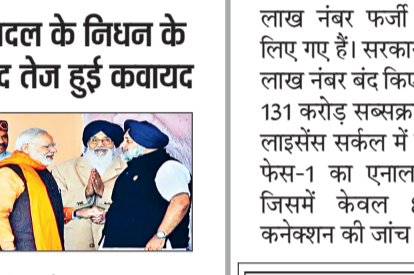 के निधन के
तेज हुई कवायद
लाख नंबर फर्जी
लिए गए हैं। सरकार
लाख नंबर बंद किए
131 करोड़ सब्सक्र
लाइसेंस सर्कल में
फेस-1 का एनाल
जिसमें केवल
कनेक्शन की जांच